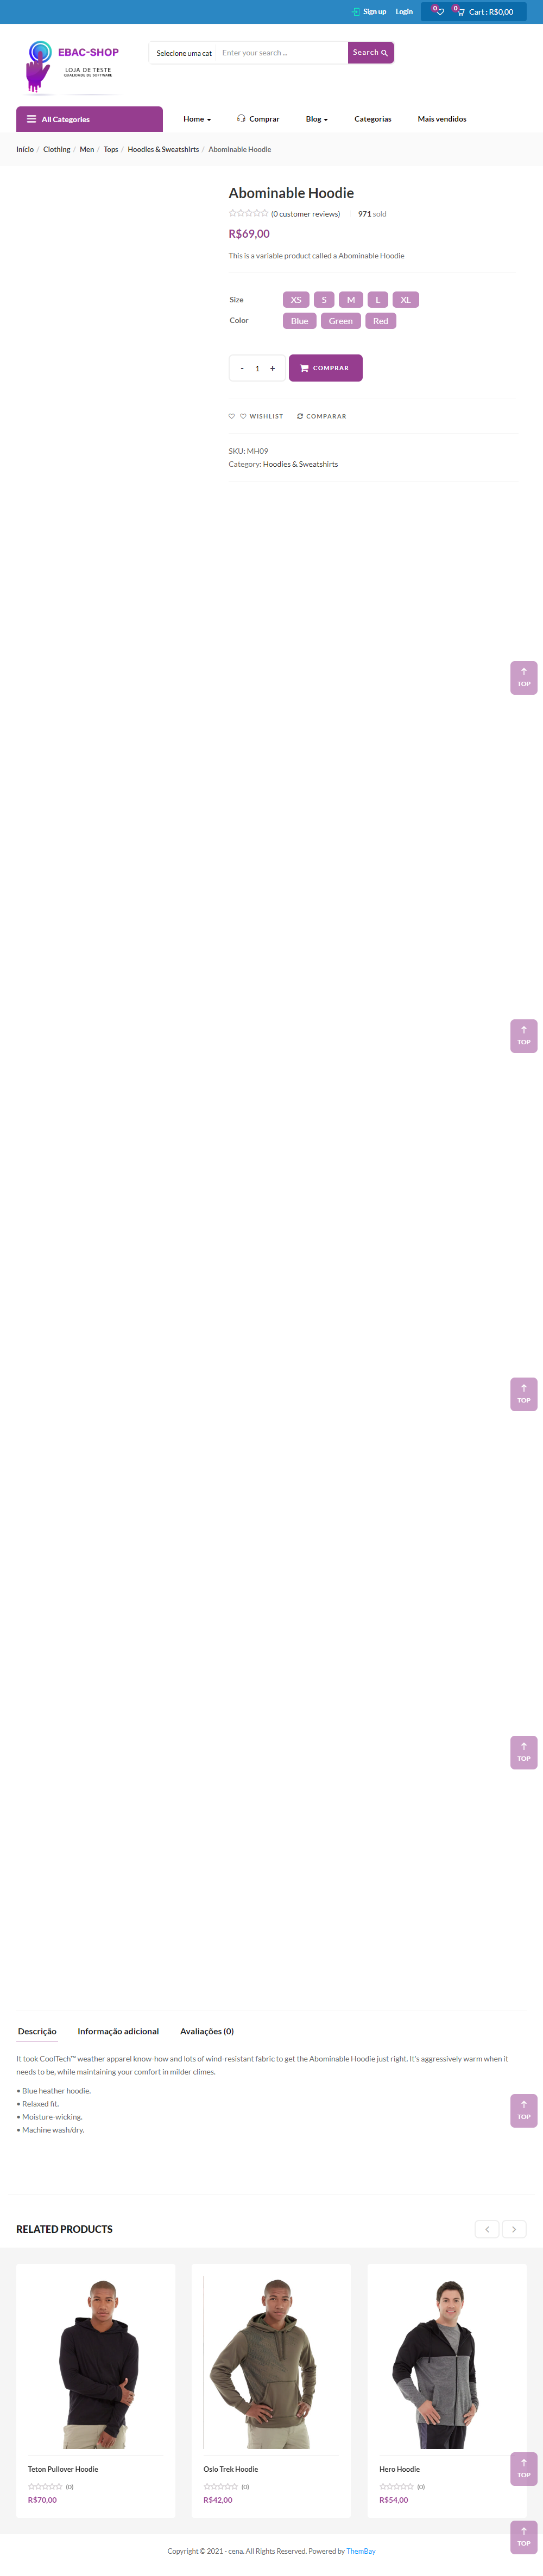 Sign up Login 0 0 Cart : R$0,00
EBAC-SHOP
LOJA DE TESTE
QUALIDADE DE SOFTWARE
Selecione uma cat Enter your search ... Search
All Categories Home Comprar Blog Categorias Mais vendidos
Início / Clothing / Men / Tops / Hoodies & Sweatshirts / Abominable Hoodie
Abominable Hoodie
(0 customer reviews) 971 sold
R$69,00
This is a variable product called a Abominable Hoodie
Size XS S M L XL
Color Blue Green Red
- 1 + COMPRAR
WISHLIST COMPARAR
SKU: MH09
Category: Hoodies & Sweatshirts
TOP
TOP
TOP
TOP
Descrição Informação adicional Avaliações (0)
It took CoolTech™ weather apparel know-how and lots of wind-resistant fabric to get the Abominable Hoodie just right. It's aggressively warm when it
needs to be, while maintaining your comfort in milder climes.
• Blue heather hoodie.
• Relaxed fit.
• Moisture-wicking.
• Machine wash/dry.
TOP
RELATED PRODUCTS
Teton Pullover Hoodie
(0)
R$70,00
Oslo Trek Hoodie
(0)
R$42,00
Hero Hoodie
(0)
R$54,00
TOP
TOP
Copyright © 2021 - cena. All Rights Reserved. Powered by ThemBay